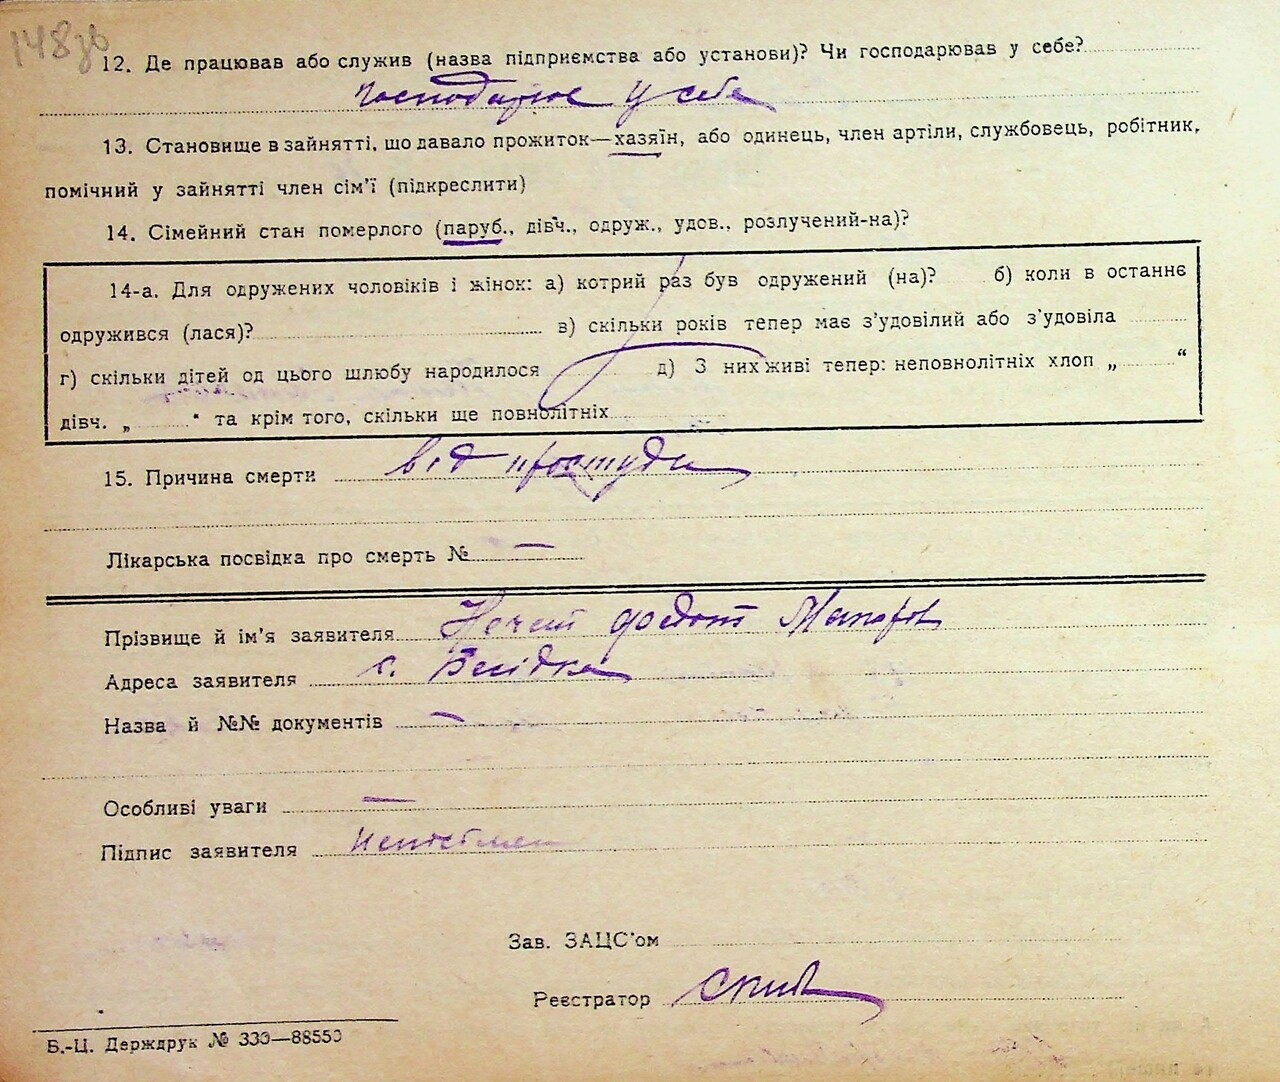 148 зв
12. Де працював або служив (назва підприємства або установи)? Чи господарював у себе?
господарює у себе
13. Становище в зайнятті, що давало прожиток—хазяїн, або одинець, член артіли, службовець, робітник,
помічний у зайнятті член сім'ї (підкреслити)
14. Сімейний стан померлого (паруб., дівч., одруж., удов., розлучений-на)?
14-а. Для одружених чоловіків і жінок: а) котрий раз був одружений (на)? б) коли в останнє
одружився (лася)? в) скільки років тепер має з'удовілий або з'удовіла
г) скільки дітей од цього шлюбу народилося д) З них живі тепер: неповнолітніх хлоп „ “
дівч. „ “ та крім того, скільки ще повнолітніх
15. Причина смерти від простуди
Лікарська посвідка про смерть № —
Прізвище й ім'я заявителя Федот
Адреса заявителя с. Бесідка
Назва й №№ документів —
Особливі уваги —
Підпис заявителя
Зав. ЗАЦС'ом
Реєстратор
Б.-Ц. Держдрук № 330—88550